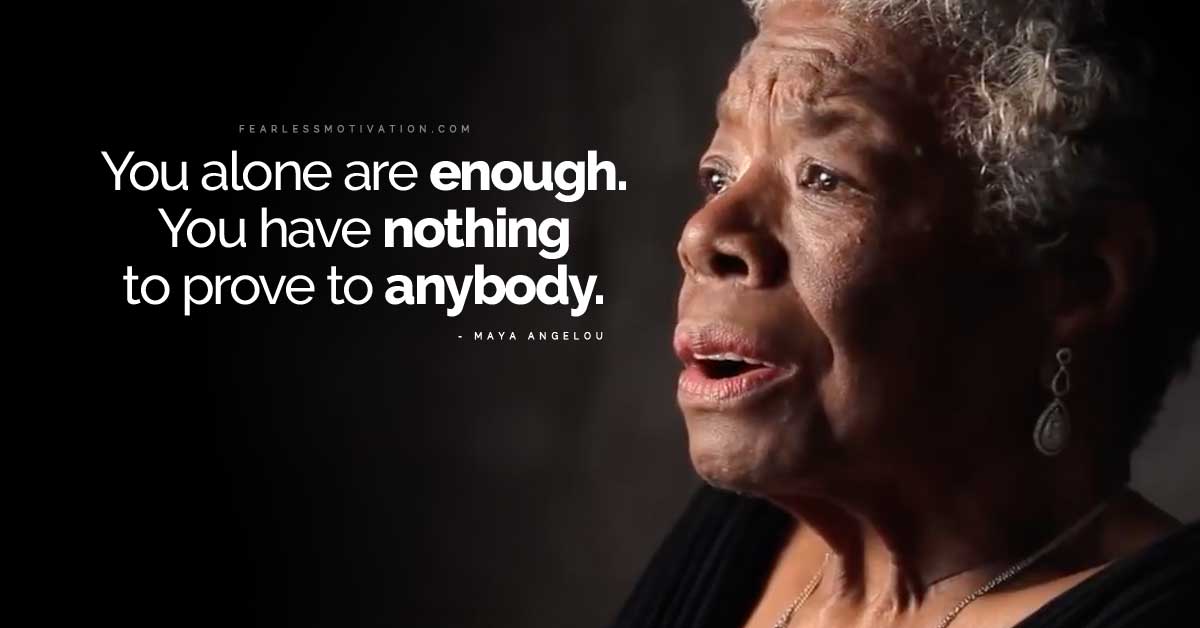 FEARLESSMOTIVATION.COM
You alone are enough.
You have nothing
to prove to anybody.
- MAYA ANGELOU